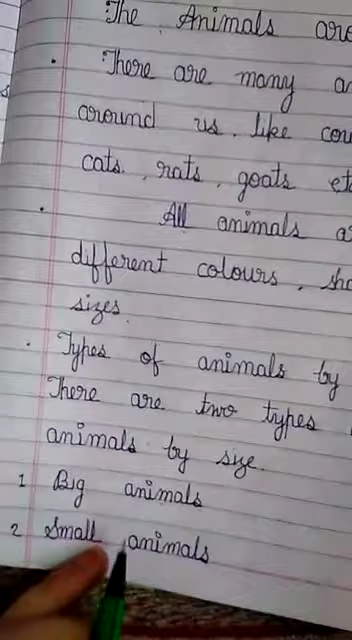 The Animals are
There are many
around us. like
cats, rats, goats
All animals
different colours,
sizes.
Types of animals by
There are two types
animals by size.
1 Big animals
2 Small animals